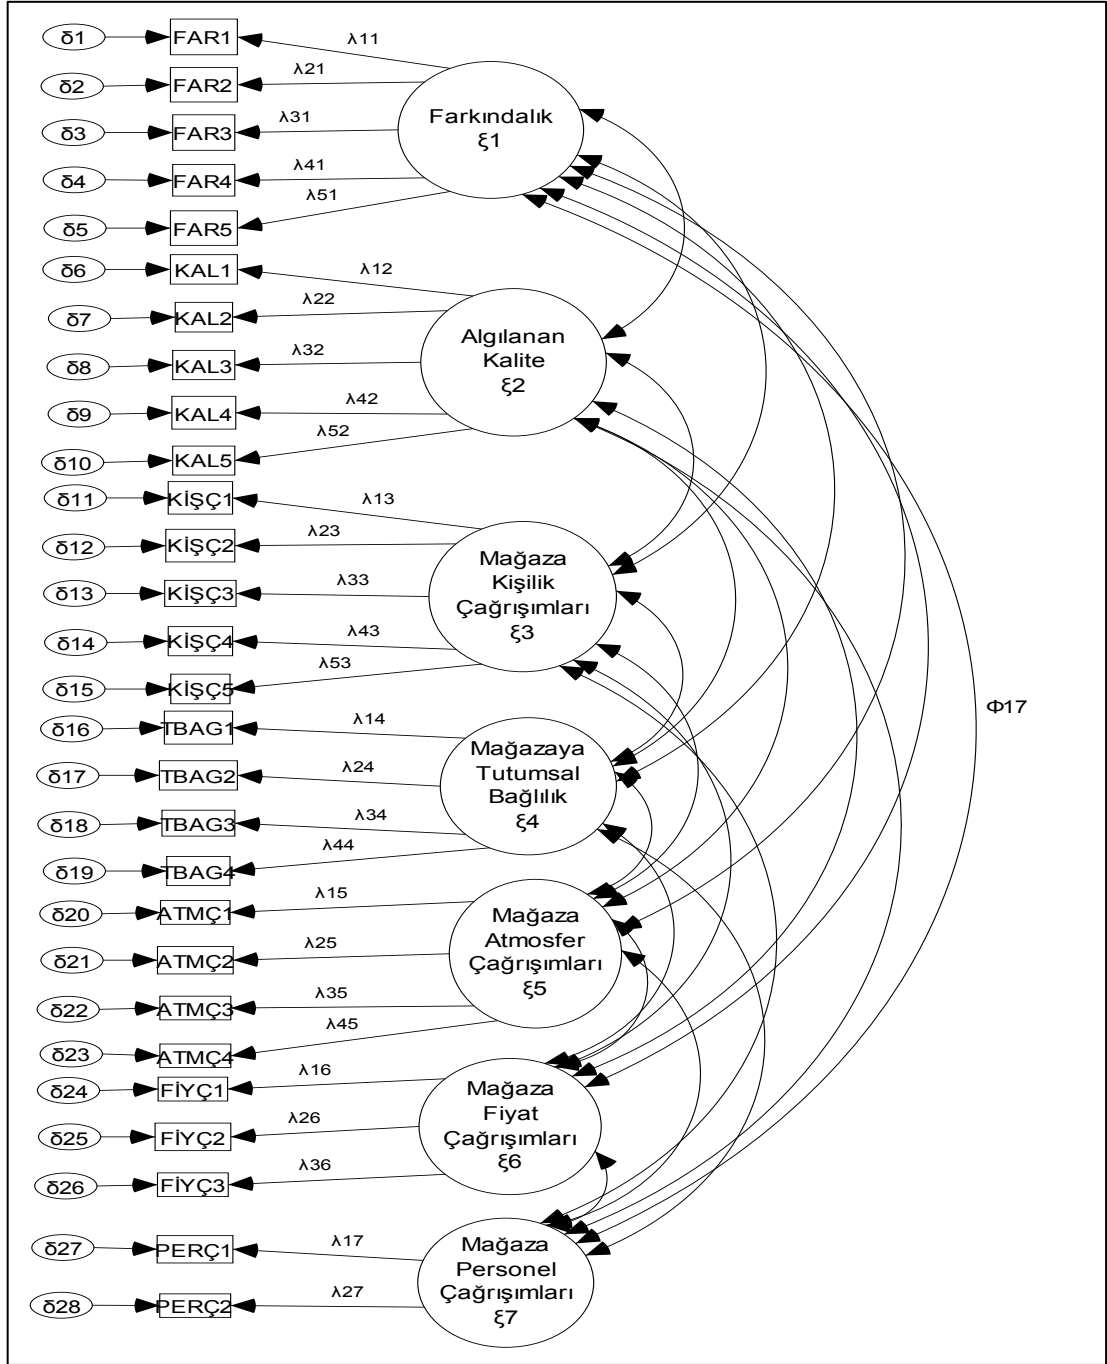 δ1 FAR1 λ11
δ2 FAR2 λ21
δ3 FAR3 λ31
δ4 FAR4 λ41
δ5 FAR5 λ51
Farkındalık
ξ1
δ6 KAL1 λ12
δ7 KAL2 λ22
δ8 KAL3 λ32
δ9 KAL4 λ42
δ10 KAL5 λ52
Algılanan
Kalite
ξ2
δ11 KİŞÇ1 λ13
δ12 KİŞÇ2 λ23
δ13 KİŞÇ3 λ33
δ14 KİŞÇ4 λ43
δ15 KİŞÇ5 λ53
Mağaza
Kişilik
Çağrışımları
ξ3
δ16 TBAG1 λ14
δ17 TBAG2 λ24
δ18 TBAG3 λ34
δ19 TBAG4 λ44
Mağazaya
Tutumsal
Bağlılık
ξ4
Φ17
δ20 ATMÇ1 λ15
δ21 ATMÇ2 λ25
δ22 ATMÇ3 λ35
δ23 ATMÇ4 λ45
Mağaza
Atmosfer
Çağrışımları
ξ5
δ24 FİYÇ1 λ16
δ25 FİYÇ2 λ26
δ26 FİYÇ3 λ36
Mağaza
Fiyat
Çağrışımları
ξ6
δ27 PERÇ1 λ17
δ28 PERÇ2 λ27
Mağaza
Personel
Çağrışımları
ξ7